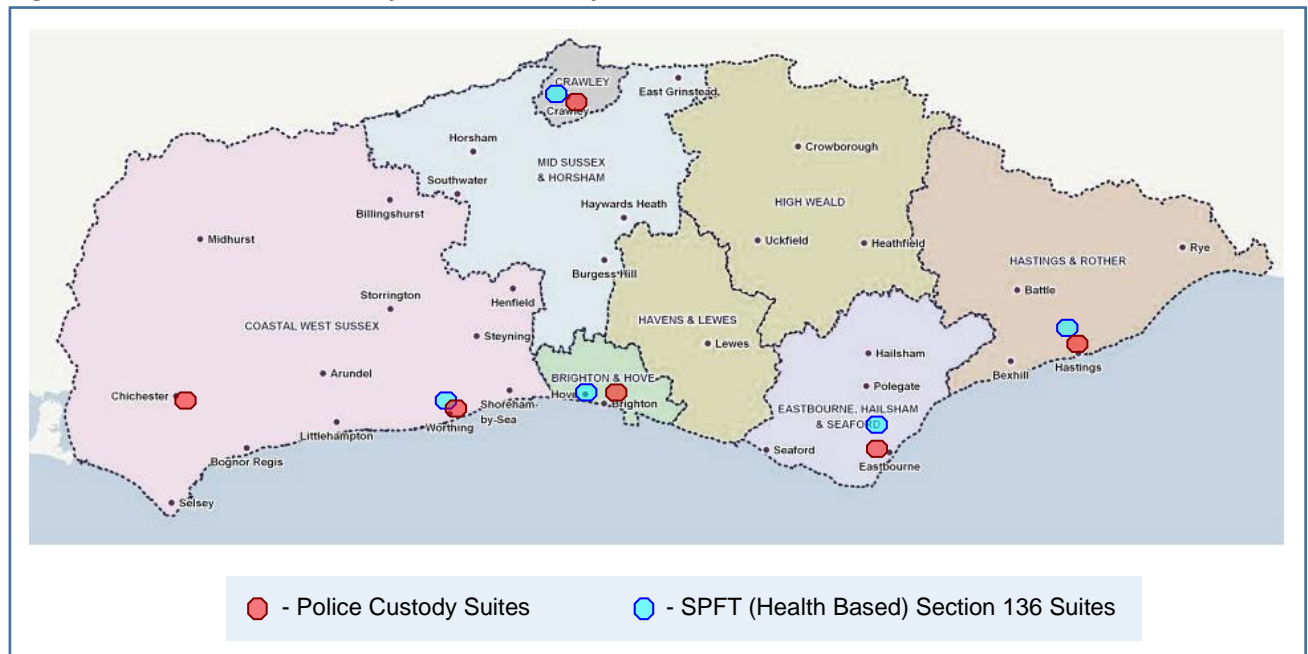 CRAWLEY
Crawley
East Grinstead
Horsham
Crowborough
MID SUSSEX
& HORSHAM
Southwater
Billingshurst
HIGH WEALD
Haywards Heath
Midhurst
Uckfield
Heathfield
Rye
HASTINGS & ROTHER
Burgess Hill
Battle
Henfield
Storrington
HAVENS & LEWES
COASTAL WEST SUSSEX
Steyning
Lewes
Hailsham
Hastings
Bexhill
Arundel
BRIGHTON & HOVE
Polegate
Chichester
Hove
Brighton
Shoreham-
by-Sea
EASTBOURNE, HAILSHAM
& SEAFORD
Littlehampton
Worthing
Seaford
Eastbourne
Bognor Regis
Selsey
- Police Custody Suites
- SPFT (Health Based) Section 136 Suites